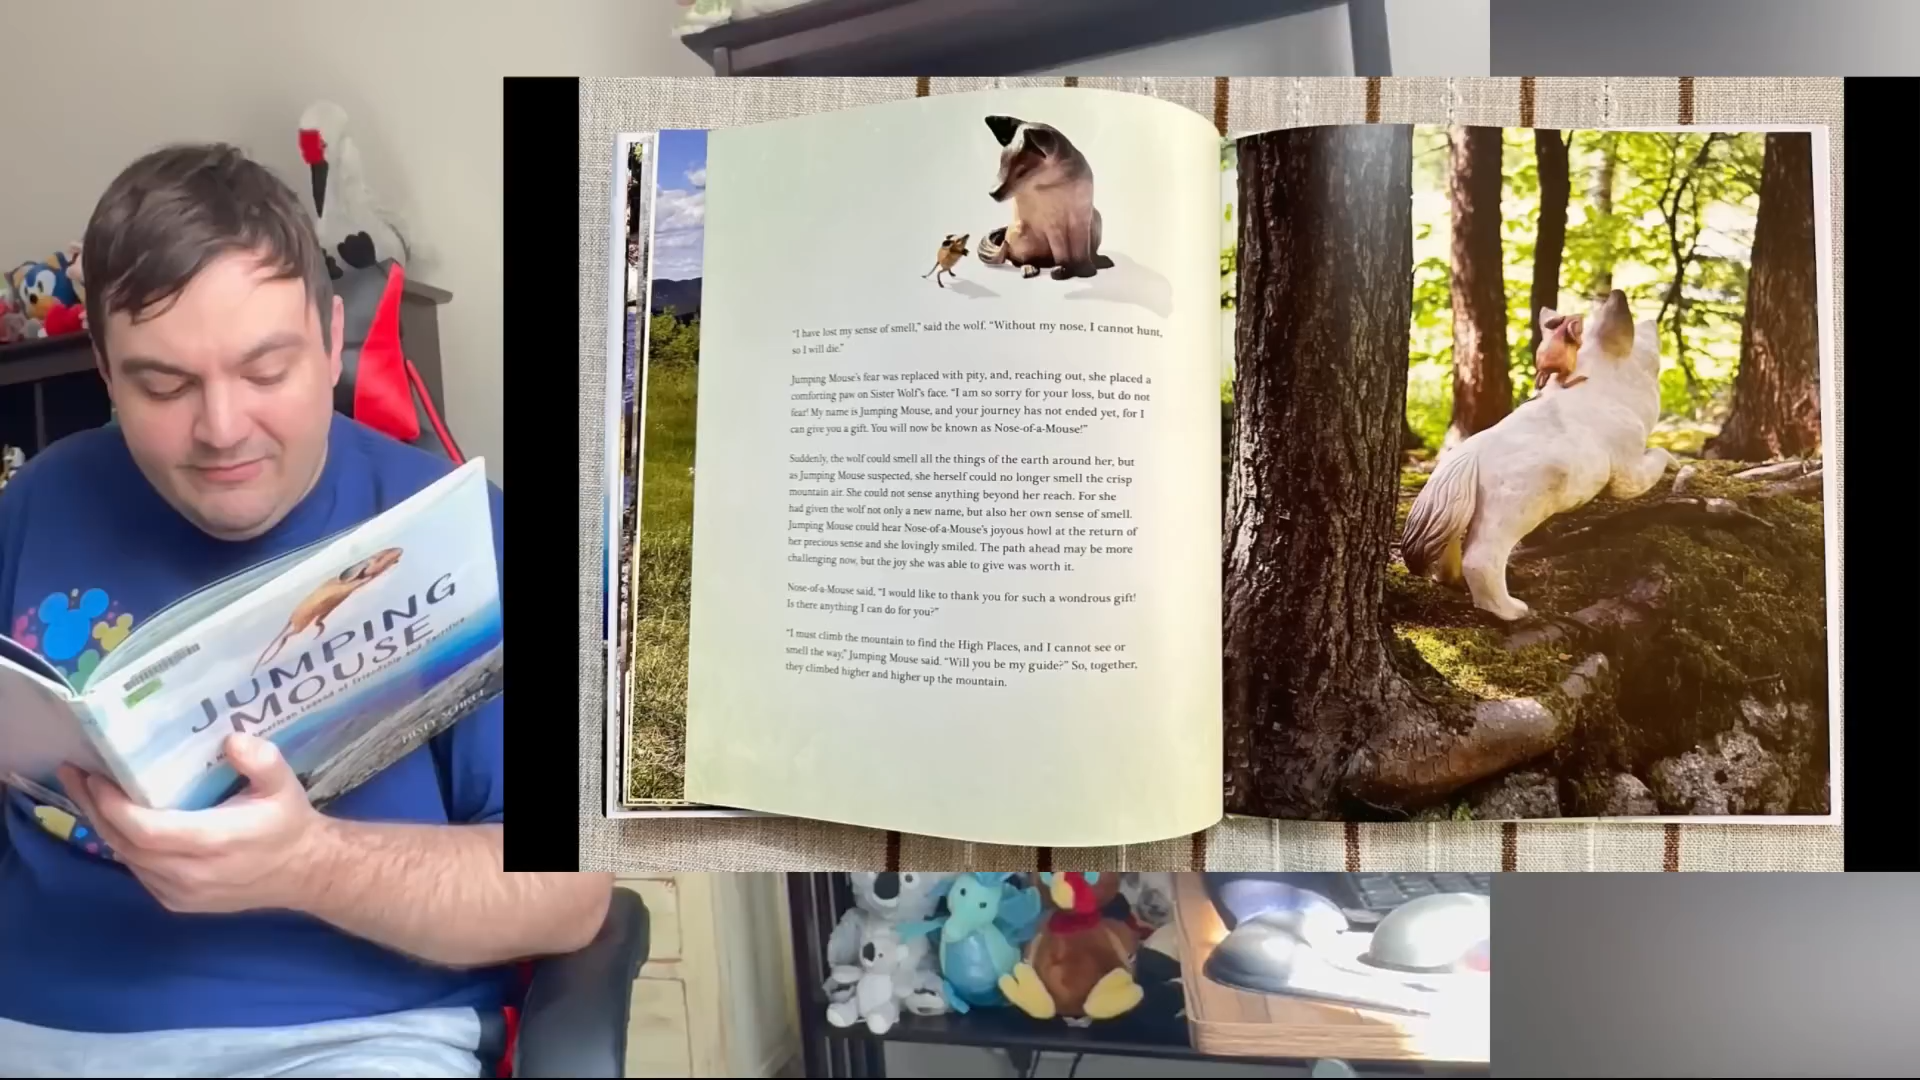 JUMPING
MOUSE
American Legend of Friendship and Sacrifice
"I have lost my sense of smell," said the wolf. "Without my nose, I cannot hunt,
so I will die."
Jumping Mouse's fear was replaced with pity, and, reaching out, she placed a
comforting paw on Sister Wolf's face. "I am so sorry for your loss, but do not
fear! My name is Jumping Mouse, and your journey has not ended yet, for I
can give you a gift. You will now be known as Nose-of-a-Mouse!"
Suddenly, the wolf could smell all the things of the earth around her, but
as Jumping Mouse suspected, she herself could no longer smell the crisp
mountain air. She could not sense anything beyond her reach. For she
had given the wolf not only a new name, but also her own sense of smell.
Jumping Mouse could hear Nose-of-a-Mouse's joyous howl at the return of
her precious sense and she lovingly smiled. The path ahead may be more
challenging now, but the joy she was able to give was worth it.
Nose-of-a-Mouse said, "I would like to thank you for such a wondrous gift!
Is there anything I can do for you?"
"I must climb the mountain to find the High Places, and I cannot see or
smell the way," Jumping Mouse said. "Will you be my guide?" So, together,
they climbed higher and higher up the mountain.